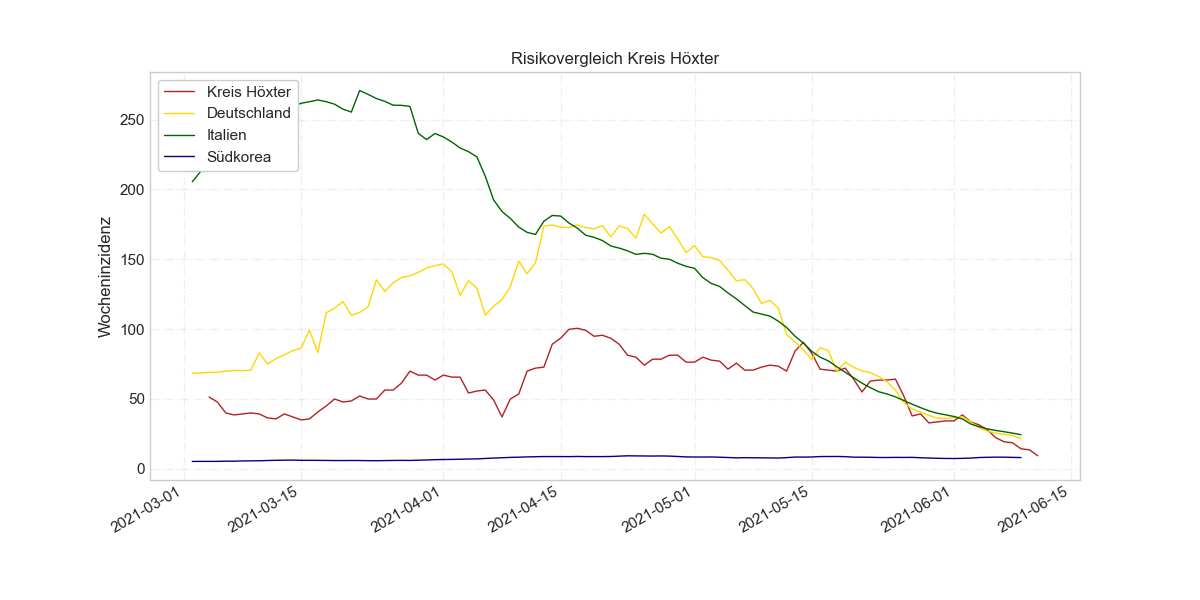 Risikovergleich Kreis Höxter
Kreis Höxter
Deutschland
Italien
Südkorea
Wocheninzidenz
250
200
150
100
50
0
2021-03-01
2021-03-15
2021-04-01
2021-04-15
2021-05-01
2021-05-15
2021-06-01
2021-06-15